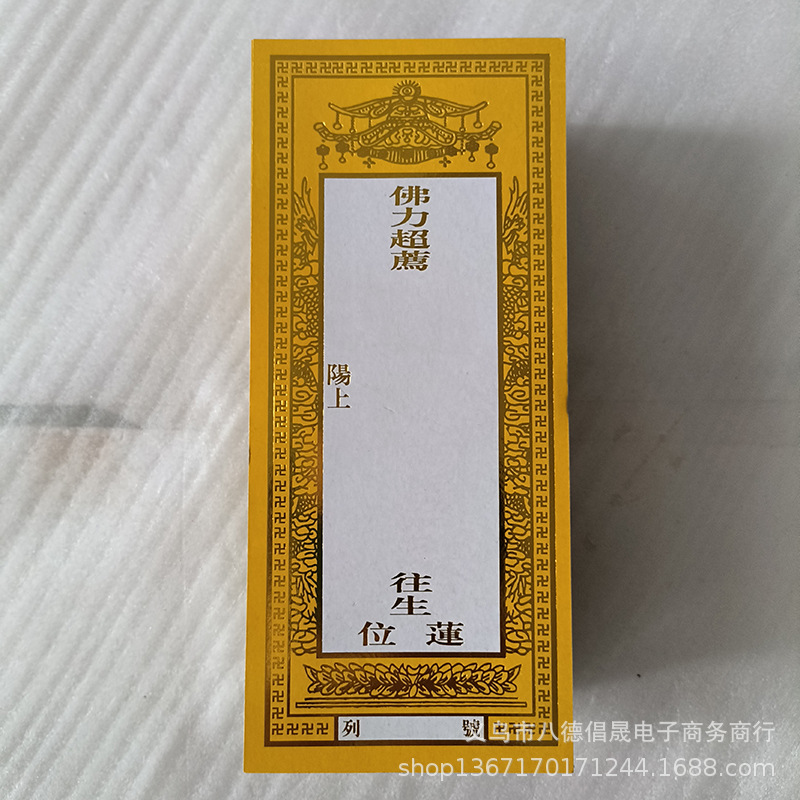 佛力超薦
陽上
往生
蓮位
列 號
义乌市八德倡晟电子商务商行
shop1367170171244.1688.com